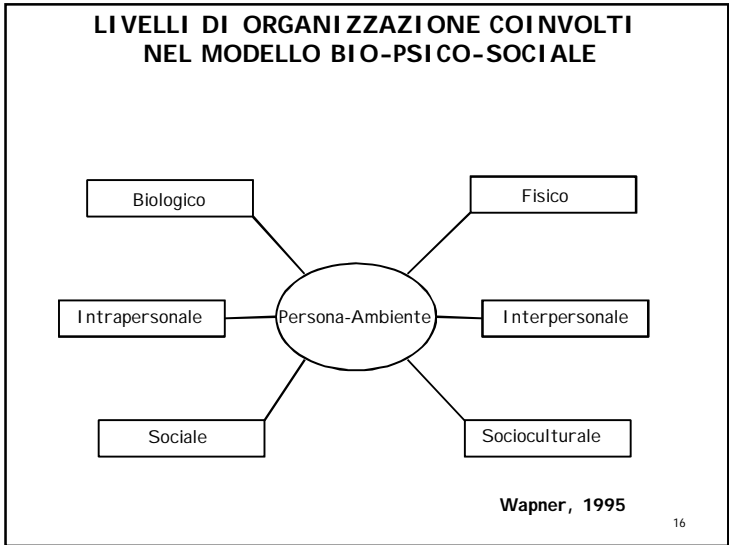 LIVELLI DI ORGANIZZAZIONE COINVOLTI
NEL MODELLO BIO-PSICO-SOCIALE
Biologico
Fisico
Intrapersonale
Persona-Ambiente
Interpersonale
Sociale
Socioculturale
Wapner, 1995
16